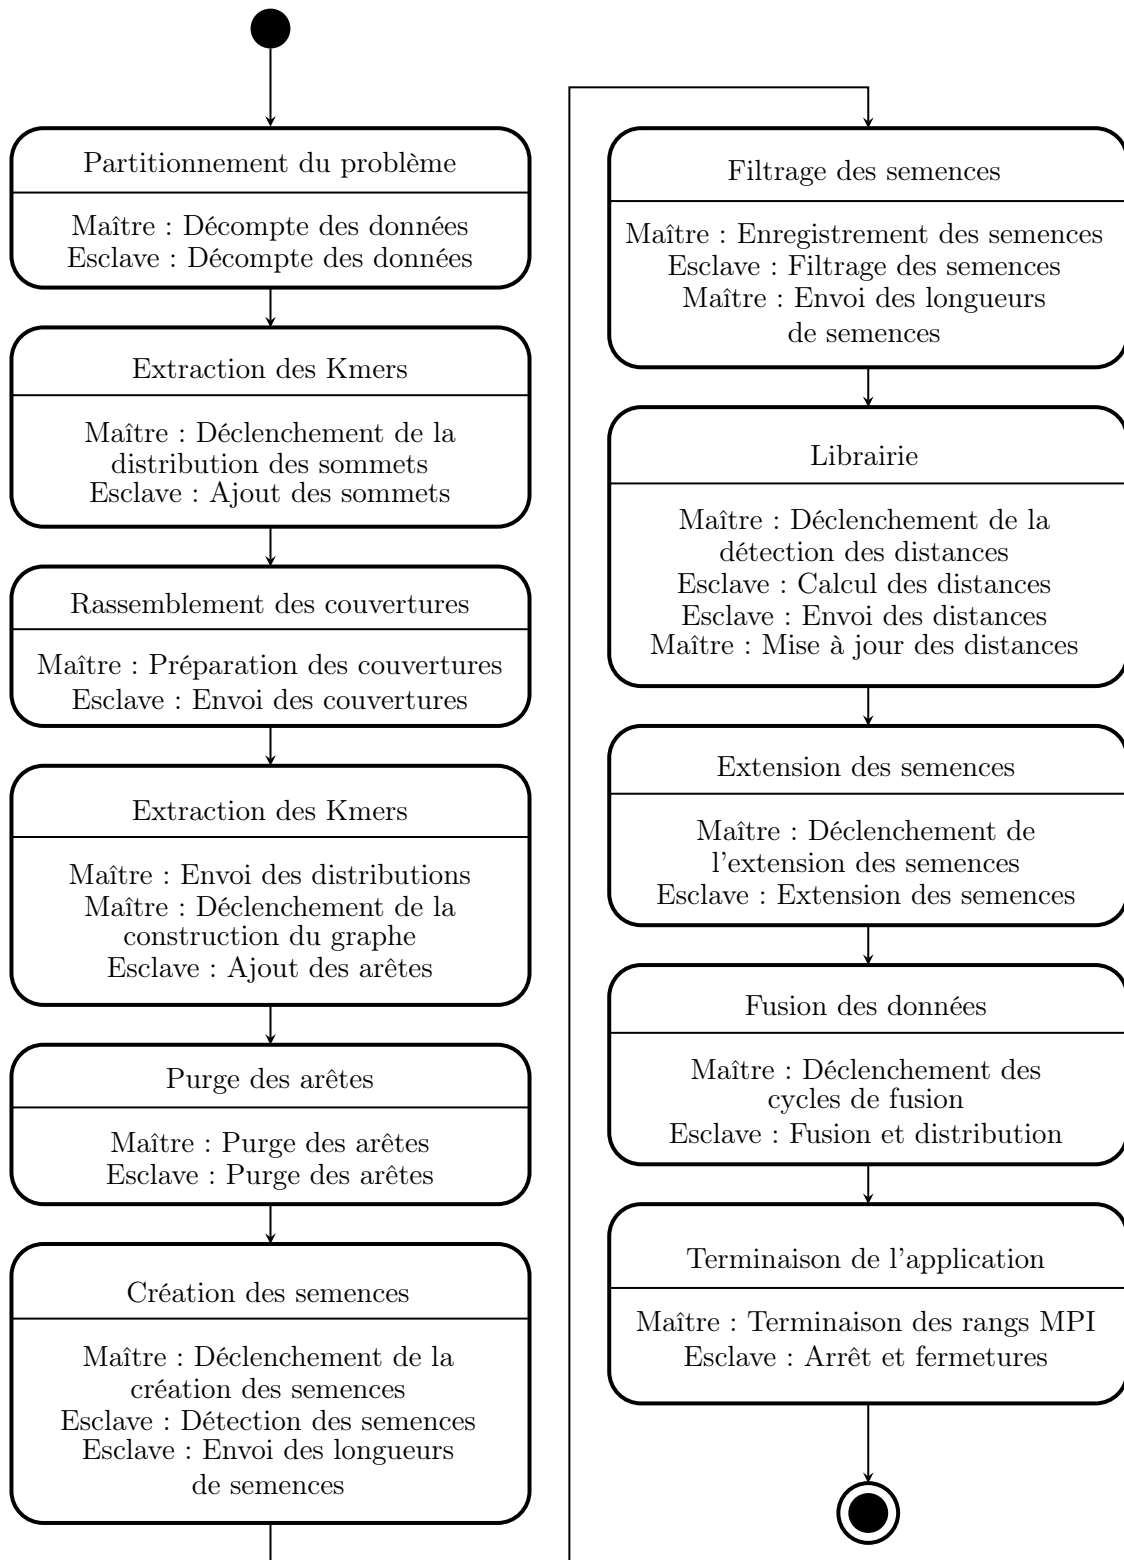 Partitionnement du problème
Maître : Décompte des données
Esclave : Décompte des données
Extraction des Kmers
Maître : Déclenchement de la
distribution des sommets
Esclave : Ajout des sommets
Rassemblement des couvertures
Maître : Préparation des couvertures
Esclave : Envoi des couvertures
Extraction des Kmers
Maître : Envoi des distributions
Maître : Déclenchement de la
construction du graphe
Esclave : Ajout des arêtes
Purge des arêtes
Maître : Purge des arêtes
Esclave : Purge des arêtes
Création des semences
Maître : Déclenchement de la
création des semences
Esclave : Détection des semences
Esclave : Envoi des longueurs
de semences
Filtrage des semences
Maître : Enregistrement des semences
Esclave : Filtrage des semences
Maître : Envoi des longueurs
de semences
Librairie
Maître : Déclenchement de la
détection des distances
Esclave : Calcul des distances
Esclave : Envoi des distances
Maître : Mise à jour des distances
Extension des semences
Maître : Déclenchement de
l'extension des semences
Esclave : Extension des semences
Fusion des données
Maître : Déclenchement des
cycles de fusion
Esclave : Fusion et distribution
Terminaison de l'application
Maître : Terminaison des rangs MPI
Esclave : Arrêt et fermetures